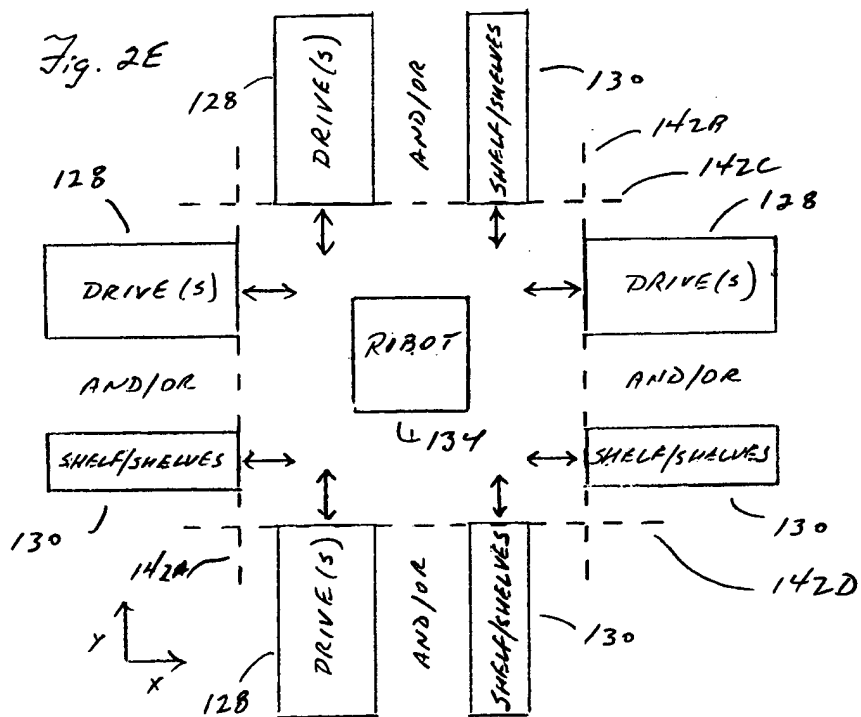 Fig. 2E
128
DRIVE(S)
AND/OR
SHELF/SHELVES
130
142B
142C
128
DRIVE(S)
128
DRIVE(S)
ROBOT
134
AND/OR
AND/OR
SHELF/SHELVES
SHELF/SHELVES
130
130
142A
142D
DRIVE(S)
AND/OR
SHELF/SHELVES
130
128
Y
X